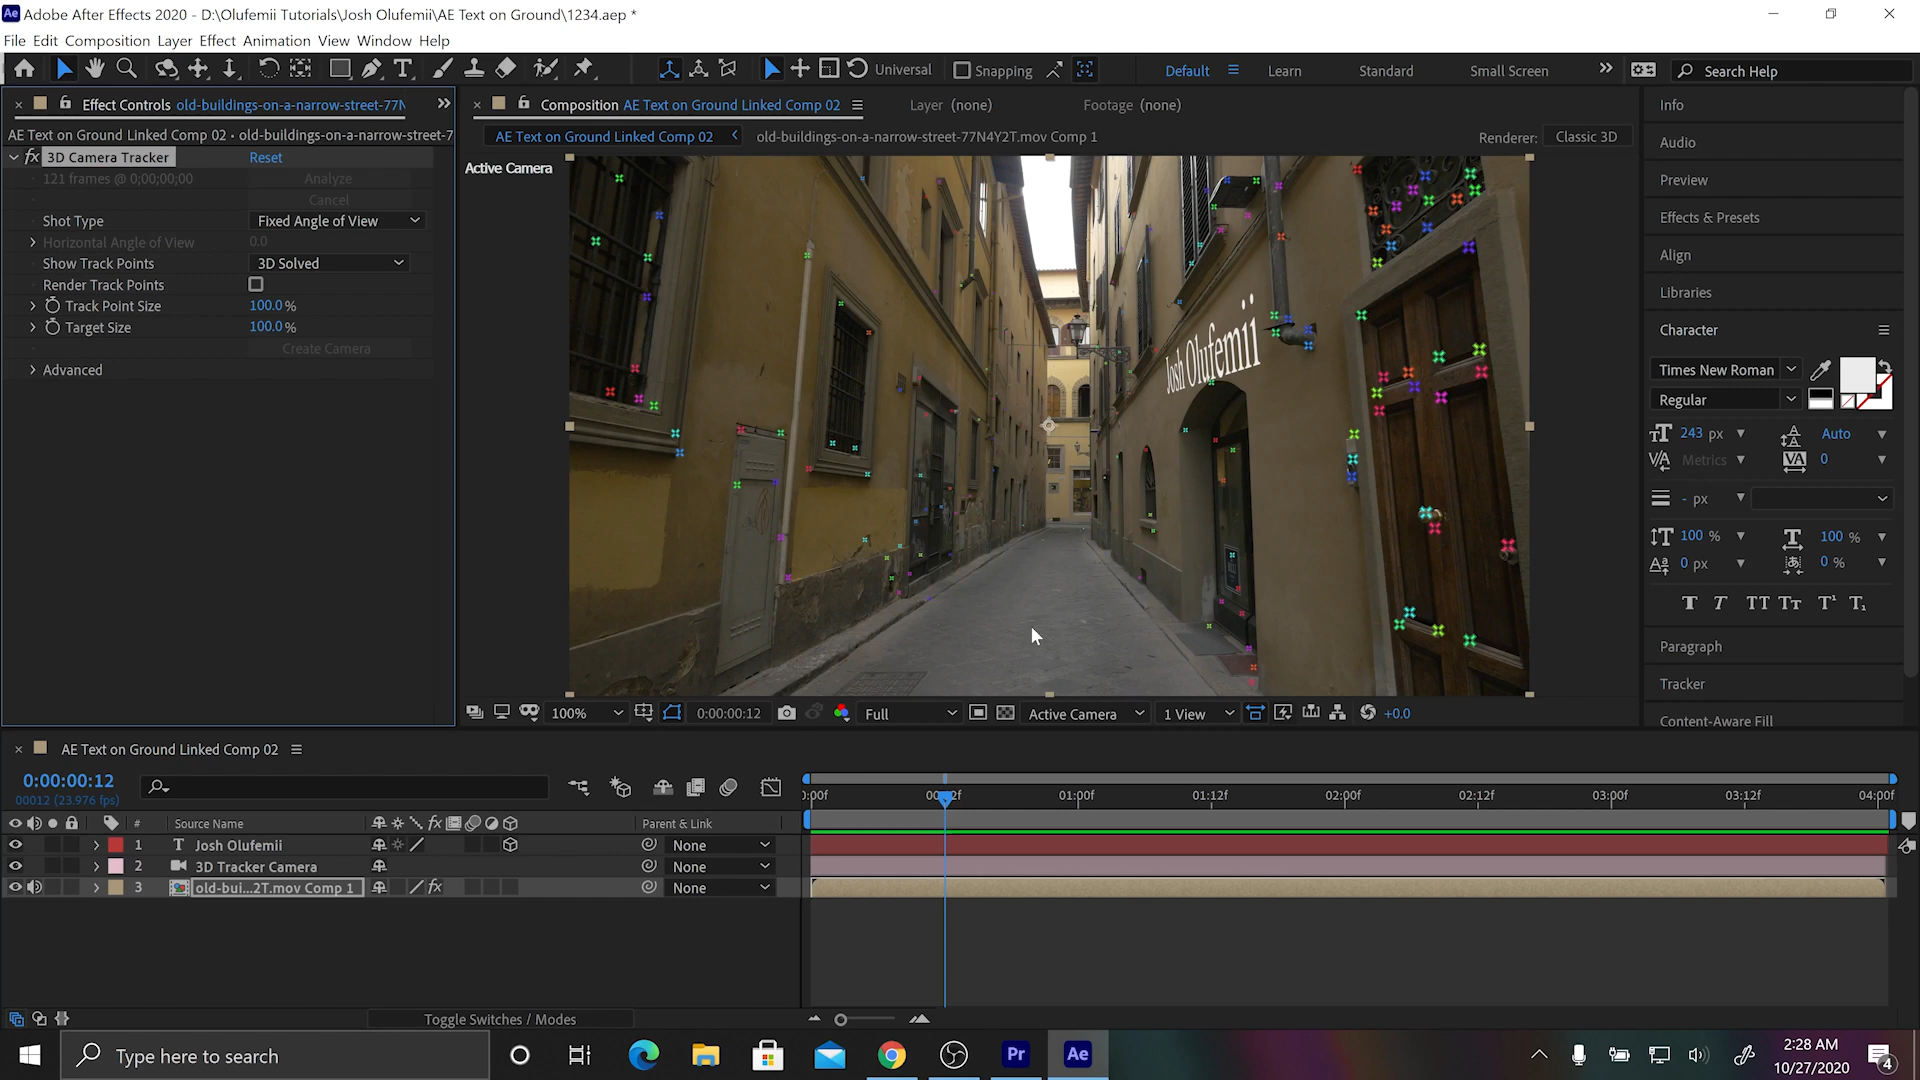 Adobe After Effects 2020 - D:\Olufemii Tutorials\Josh Olufemii\AE Text on Ground\1234.aep *
File Edit Composition Layer Effect Animation View Window Help
Universal Snapping Default Learn Standard Small Screen Search Help
Effect Controls old-buildings-on-a-narrow-street-77N
Composition AE Text on Ground Linked Comp 02 Layer (none) Footage (none)
AE Text on Ground Linked Comp 02 • old-buildings-on-a-narrow-street-7
AE Text on Ground Linked Comp 02 old-buildings-on-a-narrow-street-77N4Y2T.mov Comp 1 Renderer: Classic 3D
fx 3D Camera Tracker Reset
121 frames @ 0;00;00;00 Analyze
Cancel
Shot Type Fixed Angle of View
Horizontal Angle of View 0.0
Show Track Points 3D Solved
Render Track Points
Track Point Size 100.0 %
Target Size 100.0 %
Create Camera
Advanced
Active Camera
Josh Olufemii
Info
Audio
Preview
Effects & Presets
Align
Libraries
Character
Times New Roman
Regular
243 px Auto
Metrics 0
- px
100 % 100 %
0 px 0 %
T T TT Tt T¹ T₁
Paragraph
Tracker
Content-Aware Fill
100% 0:00:00:12 Full Active Camera 1 View +0.0
AE Text on Ground Linked Comp 02
0:00:00:12
00012 (23.976 fps)
:00f 00:12f 01:00f 01:12f 02:00f 02:12f 03:00f 03:12f 04:00f
# Source Name fx Parent & Link
1 T Josh Olufemii None
2 3D Tracker Camera None
3 old-bui...2T.mov Comp 1 fx None
Toggle Switches / Modes
Type here to search
Pr Ae
2:28 AM
10/27/2020
4